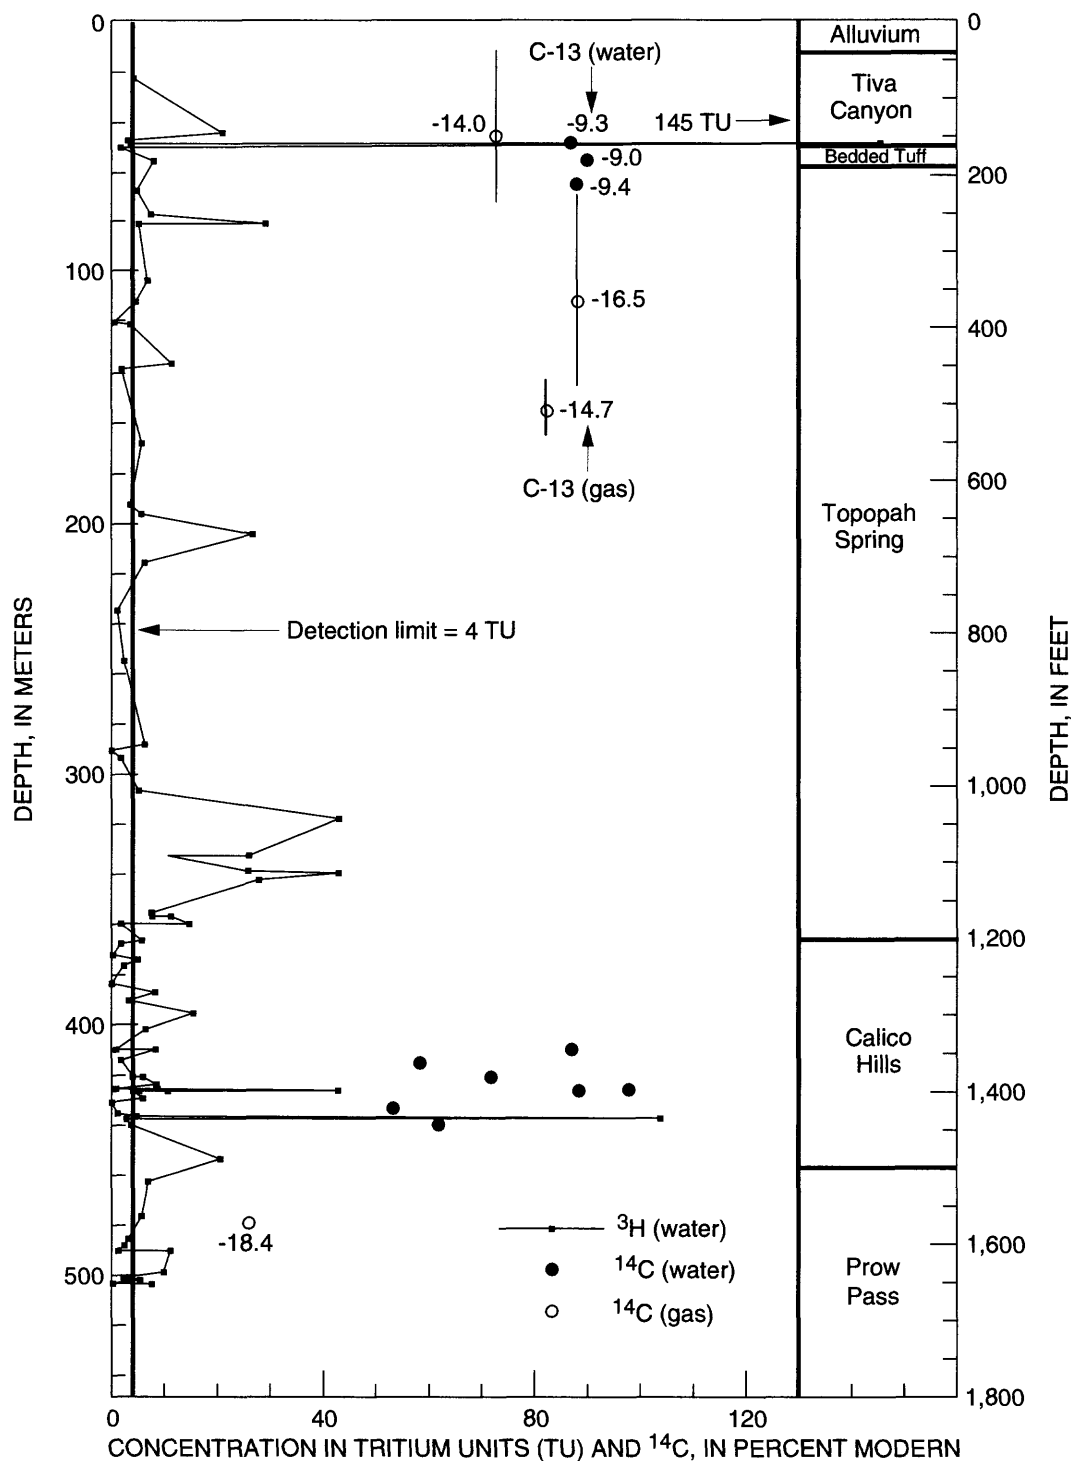 0
100
200
300
400
500
DEPTH, IN METERS
-14.0
C-13 (water)
-9.3
145 TU
-9.0
-9.4
-16.5
-14.7
C-13 (gas)
Detection limit = 4 TU
-18.4
³H (water)
¹⁴C (water)
¹⁴C (gas)
Alluvium
Tiva
Canyon
Bedded Tuff
Topopah
Spring
Calico
Hills
Prow
Pass
0
200
400
600
800
1,000
1,200
1,400
1,600
1,800
DEPTH, IN FEET
0 40 80 120
CONCENTRATION IN TRITIUM UNITS (TU) AND ¹⁴C, IN PERCENT MODERN